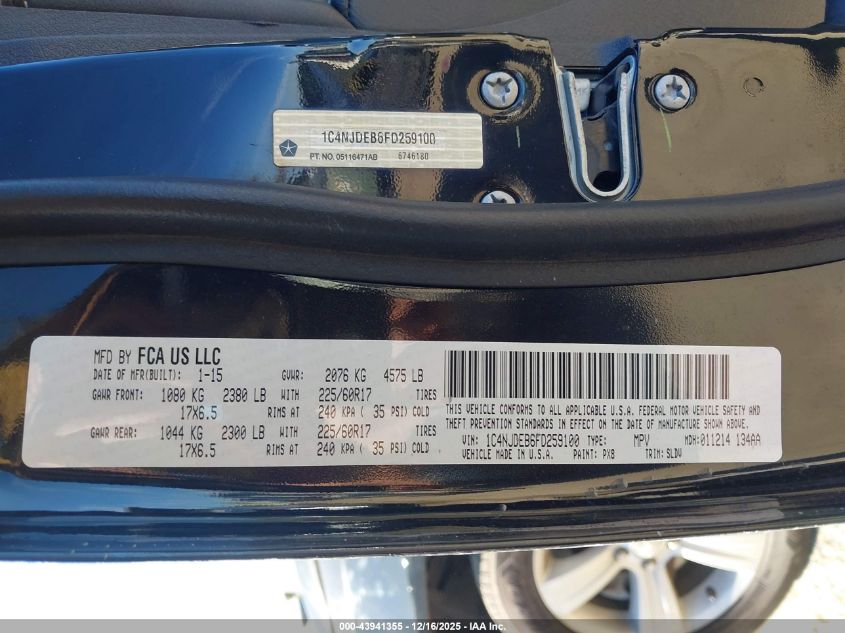 1C4NJDEB6FD259100
PT. NO. 05116471AB 6746180
MFD BY FCA US LLC
DATE OF MFR(BUILT): 1-15 GVWR: 2076 KG 4575 LB
GAWR FRONT: 1080 KG 2380 LB WITH 225/60R17 TIRES
17X6.5 RIMS AT 240 KPA ( 35 PSI) COLD
GAWR REAR: 1044 KG 2300 LB WITH 225/60R17 TIRES
17X6.5 RIMS AT 240 KPA ( 35 PSI) COLD
THIS VEHICLE CONFORMS TO ALL APPLICABLE U.S.A. FEDERAL MOTOR VEHICLE SAFETY AND
THEFT PREVENTION STANDARDS IN EFFECT ON THE DATE OF MANUFACTURE SHOWN ABOVE.
VIN: 1C4NJDEB6FD259100 TYPE: MPV MDH: 011214 134AA
VEHICLE MADE IN U.S.A. PAINT: PX8 TRIM: SLDV
000-43941355 - 12/16/2025 - IAA Inc.